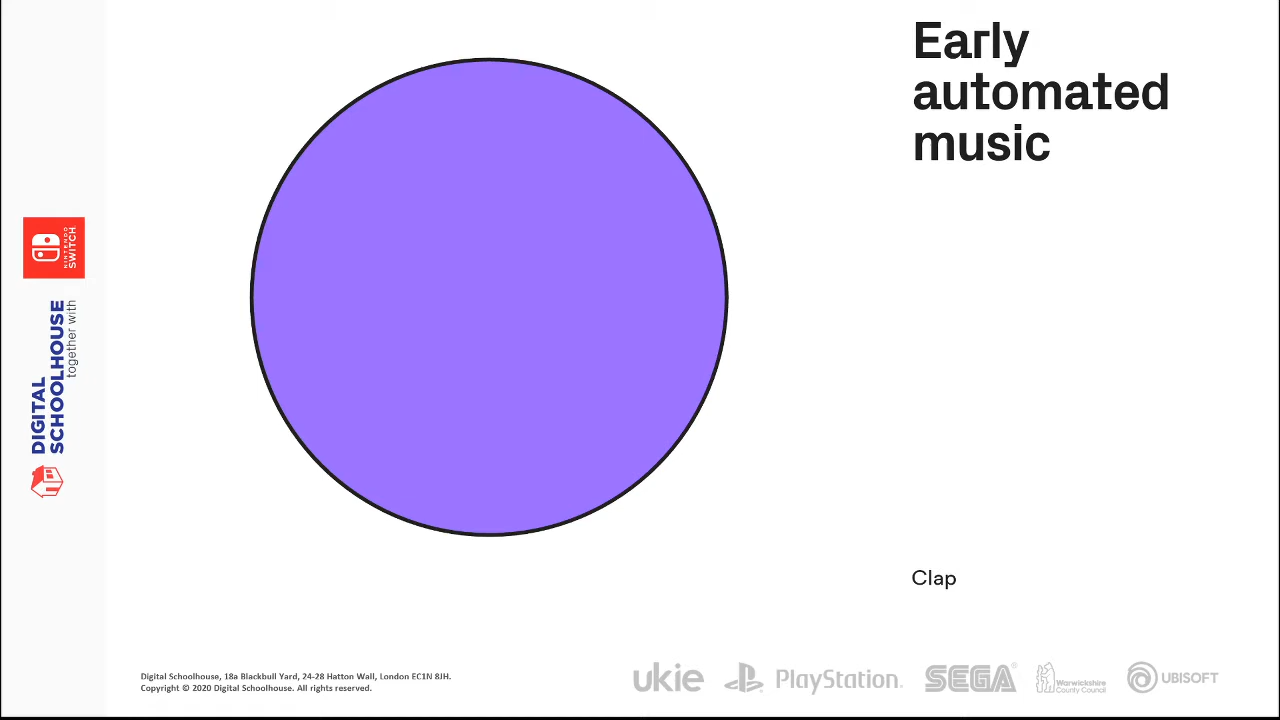 Early
automated
music
NINTENDO
SWITCH
DIGITAL
SCHOOLHOUSE
together with
Clap
Digital Schoolhouse, 18a Blackbull Yard, 24-28 Hatton Wall, London EC1N 8JH.
Copyright © 2020 Digital Schoolhouse. All rights reserved.
ukie
PlayStation.
SEGA®
Warwickshire
County Council
UBISOFT